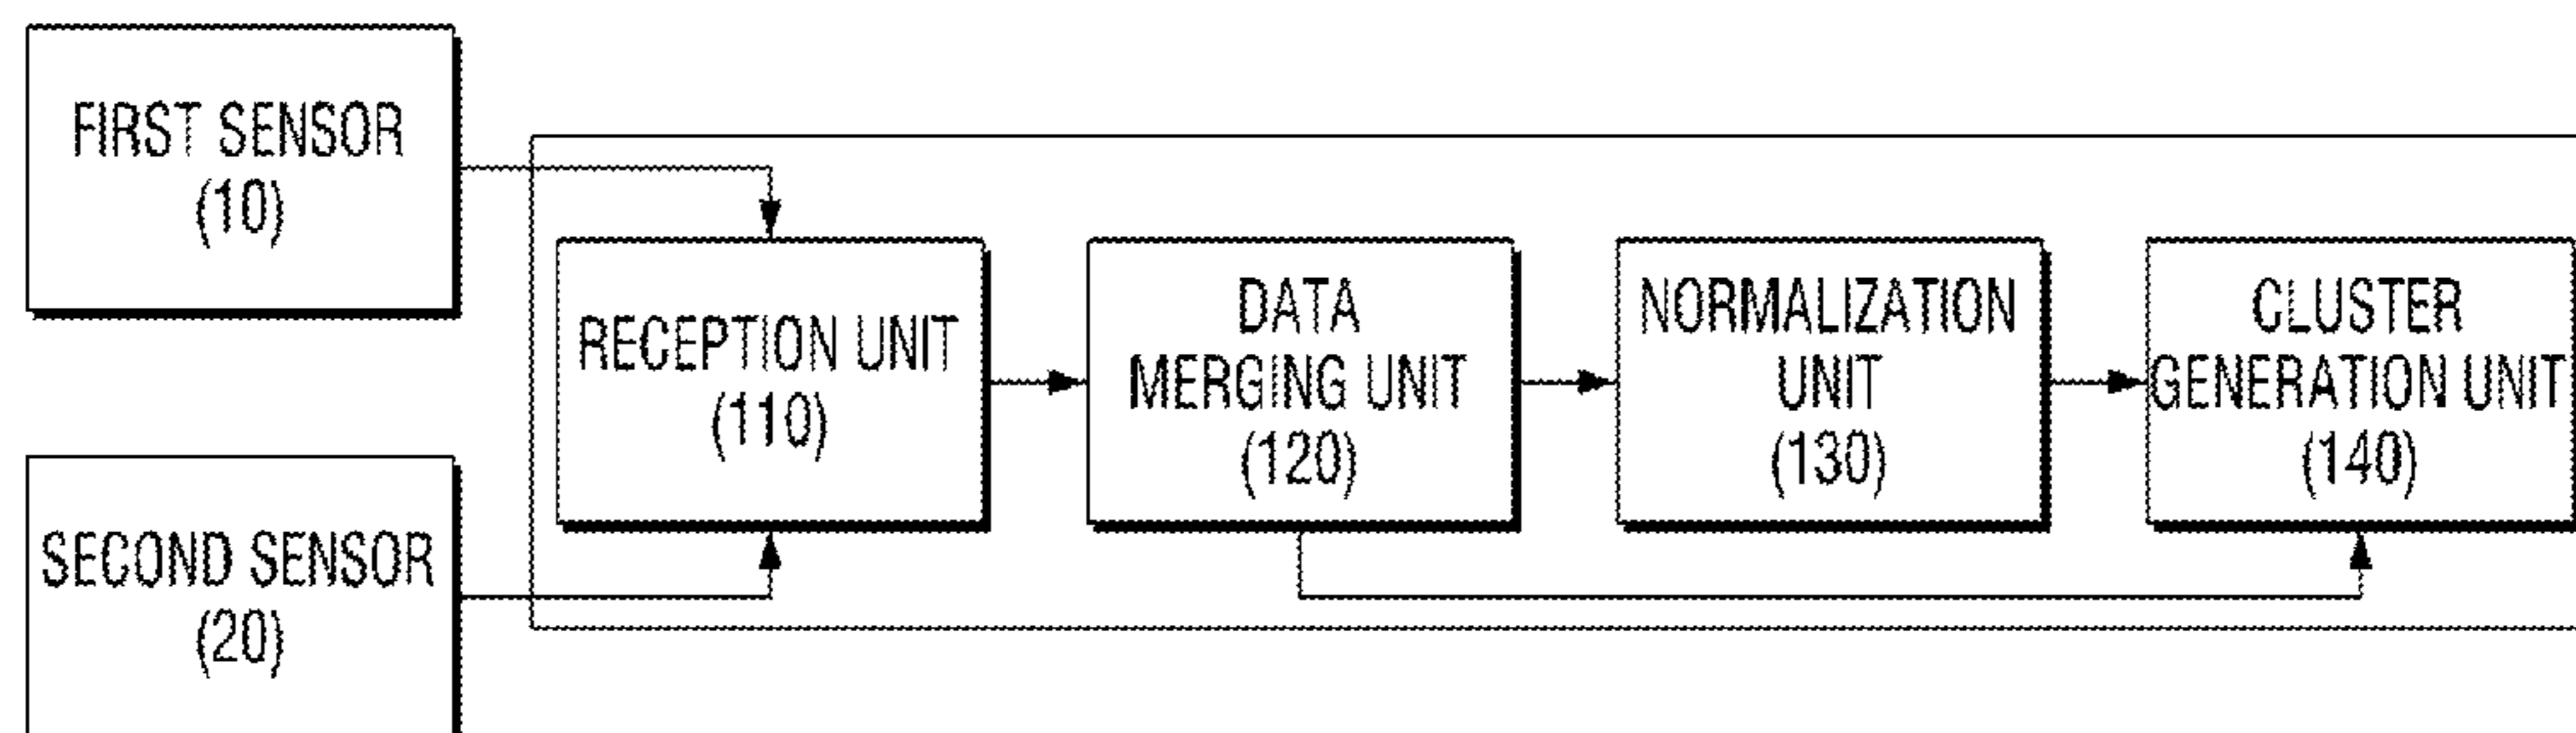 FIRST SENSOR
(10)
SECOND SENSOR
(20)
RECEPTION UNIT
(110)
DATA
MERGING UNIT
(120)
NORMALIZATION
UNIT
(130)
CLUSTER
GENERATION UNIT
(140)